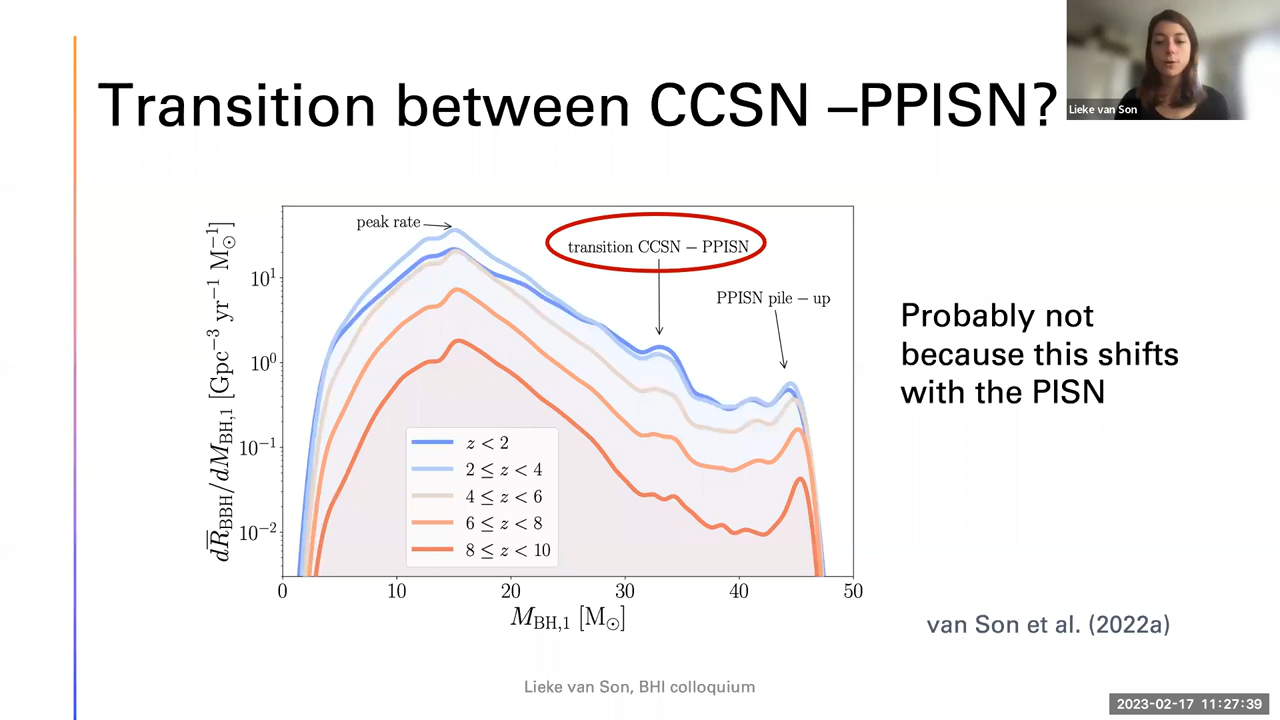 Transition between CCSN –PPISN?
Lieke van Son
peak rate
transition CCSN − PPISN
PPISN pile − up
10¹
10⁰
10⁻¹
10⁻²
dR̅_BBH/dM_BH,1 [Gpc⁻³ yr⁻¹ M⊙⁻¹]
z < 2
2 ≤ z < 4
4 ≤ z < 6
6 ≤ z < 8
8 ≤ z < 10
0 10 20 30 40 50
M_BH,1 [M⊙]
Probably not
because this shifts
with the PISN
van Son et al. (2022a)
Lieke van Son, BHI colloquium
2023-02-17 11:27:39